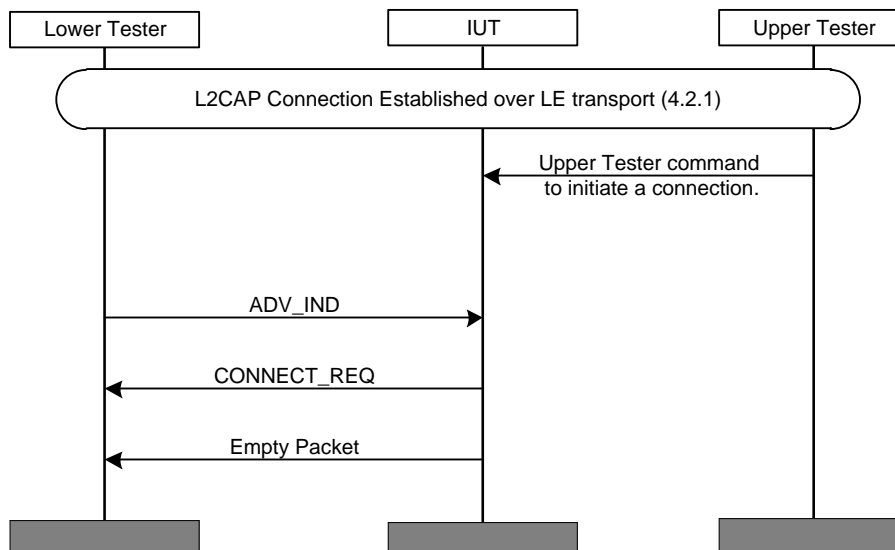 Lower Tester
IUT
Upper Tester
L2CAP Connection Established over LE transport (4.2.1)
Upper Tester command
to initiate a connection.
ADV_IND
CONNECT_REQ
Empty Packet